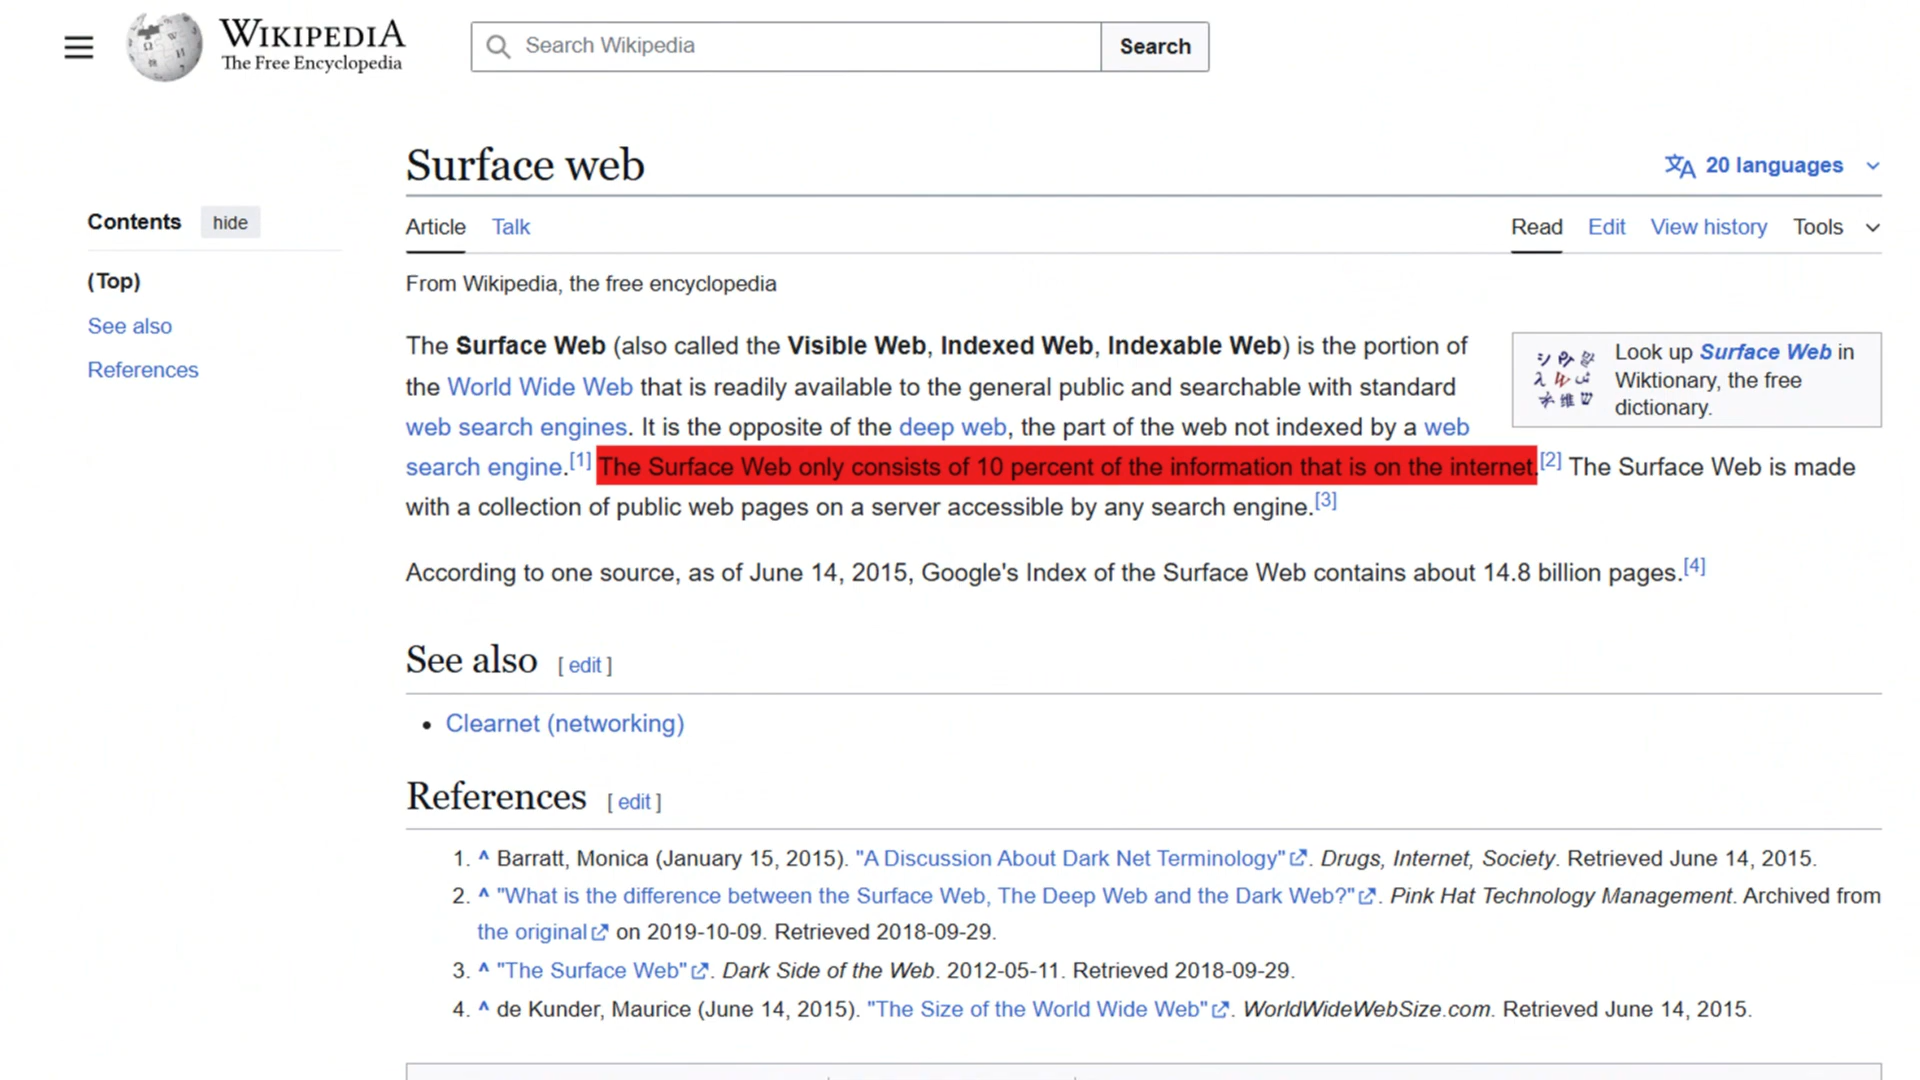 WIKIPEDIA
The Free Encyclopedia
Search Wikipedia
Search
Surface web
20 languages
Contents hide
(Top)
See also
References
Article Talk
Read Edit View history Tools
From Wikipedia, the free encyclopedia
The Surface Web (also called the Visible Web, Indexed Web, Indexable Web) is the portion of
the World Wide Web that is readily available to the general public and searchable with standard
web search engines. It is the opposite of the deep web, the part of the web not indexed by a web
search engine.[1] The Surface Web only consists of 10 percent of the information that is on the internet.[2] The Surface Web is made
with a collection of public web pages on a server accessible by any search engine.[3]
Look up Surface Web in
Wiktionary, the free
dictionary.
According to one source, as of June 14, 2015, Google's Index of the Surface Web contains about 14.8 billion pages.[4]
See also [ edit ]
• Clearnet (networking)
References [ edit ]
1. ^ Barratt, Monica (January 15, 2015). "A Discussion About Dark Net Terminology". Drugs, Internet, Society. Retrieved June 14, 2015.
2. ^ "What is the difference between the Surface Web, The Deep Web and the Dark Web?". Pink Hat Technology Management. Archived from
the original on 2019-10-09. Retrieved 2018-09-29.
3. ^ "The Surface Web". Dark Side of the Web. 2012-05-11. Retrieved 2018-09-29.
4. ^ de Kunder, Maurice (June 14, 2015). "The Size of the World Wide Web". WorldWideWebSize.com. Retrieved June 14, 2015.